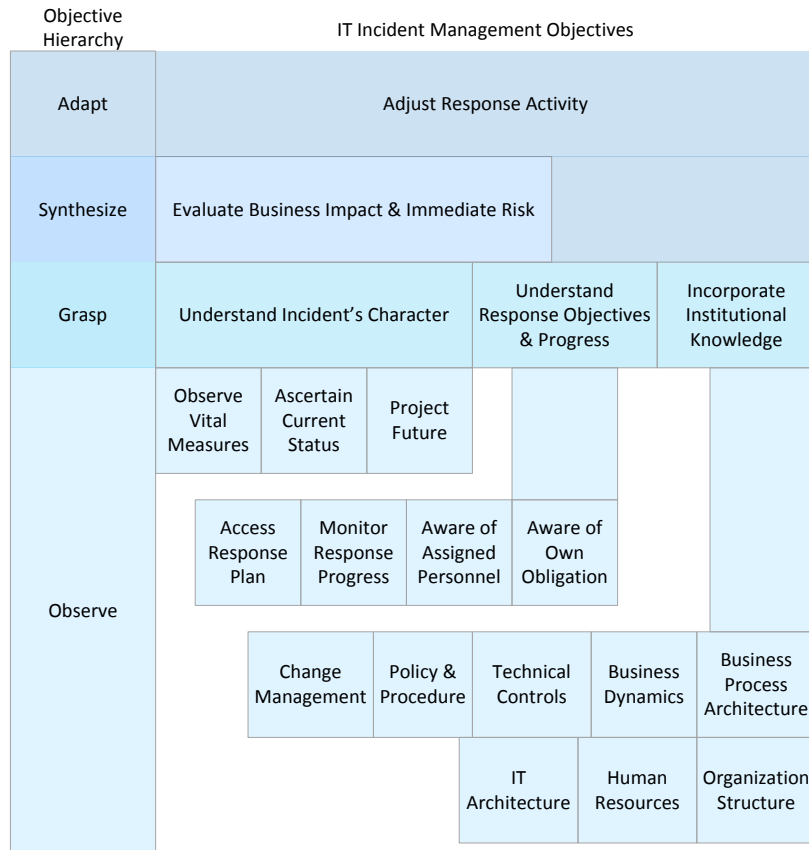 Objective
Hierarchy
IT Incident Management Objectives
Adapt
Adjust Response Activity
Synthesize
Evaluate Business Impact & Immediate Risk
Grasp
Understand Incident’s Character
Understand
Response Objectives
& Progress
Incorporate
Institutional
Knowledge
Observe
Observe
Vital
Measures
Ascertain
Current
Status
Project
Future
Access
Response
Plan
Monitor
Response
Progress
Aware of
Assigned
Personnel
Aware of
Own
Obligation
Change
Management
Policy &
Procedure
Technical
Controls
Business
Dynamics
Business
Process
Architecture
IT
Architecture
Human
Resources
Organization
Structure